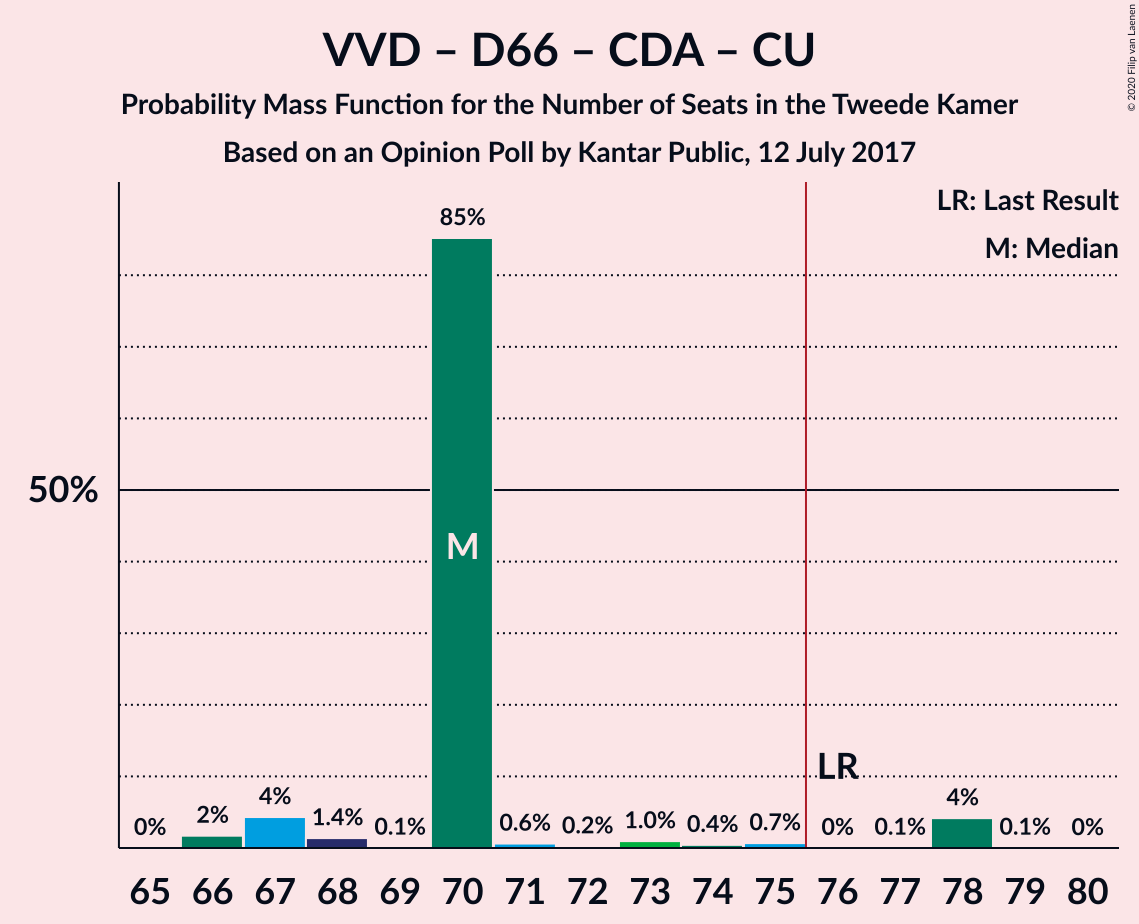 VVD – D66 – CDA – CU
Probability Mass Function for the Number of Seats in the Tweede Kamer
Based on an Opinion Poll by Kantar Public, 12 July 2017
© 2020 Filip van Laenen
LR: Last Result
M: Median
85%
50%
M
LR
0% 2% 4% 1.4% 0.1% 0.6% 0.2% 1.0% 0.4% 0.7% 0% 0.1% 4% 0.1% 0%
65 66 67 68 69 70 71 72 73 74 75 76 77 78 79 80